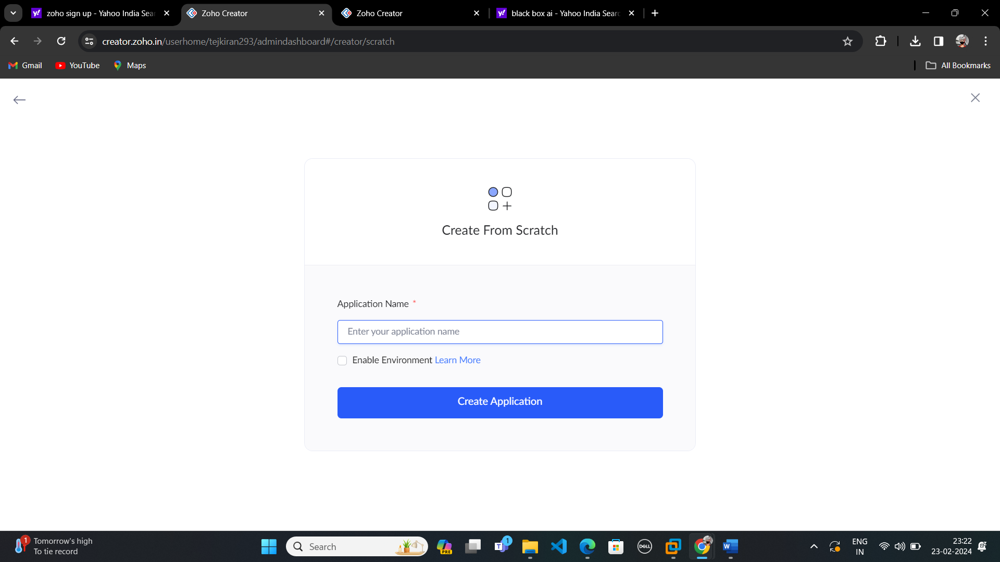 zoho sign up - Yahoo India Sear
Zoho Creator
Zoho Creator
black box ai - Yahoo India Searc
creator.zoho.in/userhome/tejkiran293/admindashboard#/creator/scratch
Gmail
YouTube
Maps
All Bookmarks
Create From Scratch
Application Name *
Enter your application name
Enable Environment Learn More
Create Application
1
Tomorrow's high
To tie record
Search
PRE
T
1
DELL
W
ENG
IN
23:22
23-02-2024